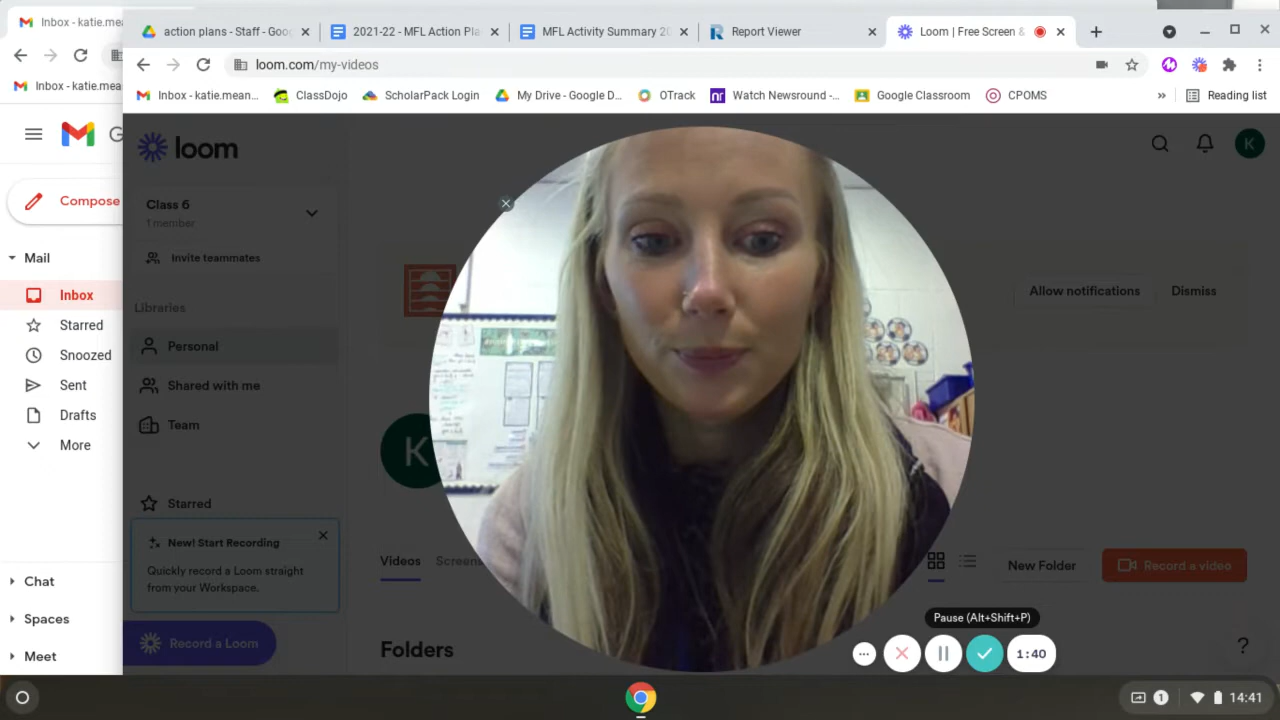 Inbox - katie.mea
action plans - Staff - Goo
2021-22 - MFL Action Pla
MFL Activity Summary 20
Report Viewer
Loom | Free Screen &
loom.com/my-videos
Inbox - katie.mea
Inbox - katie.mean...
ClassDojo
ScholarPack Login
My Drive - Google D...
OTrack
nr
Watch Newsround -...
Google Classroom
CPOMS
»
Reading list
G
loom
K
Compose
Class 6
1 member
Invite teammates
Mail
Inbox
Starred
Snoozed
Sent
Drafts
More
Libraries
Personal
Shared with me
Team
Starred
Allow notifications
Dismiss
K
New! Start Recording
Quickly record a Loom straight
from your Workspace.
Videos
Screens
New Folder
Record a video
Chat
Spaces
Meet
Record a Loom
Folders
Pause (Alt+Shift+P)
1:40
?
1
14:41